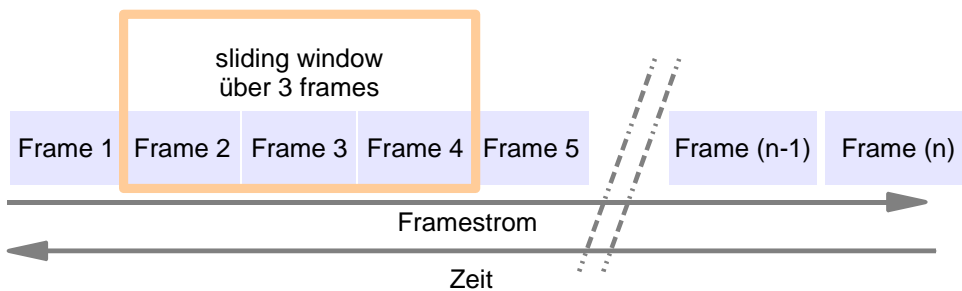 sliding window
über 3 frames
Frame 1 Frame 2 Frame 3 Frame 4 Frame 5 Frame (n-1) Frame (n)
Framestrom
Zeit